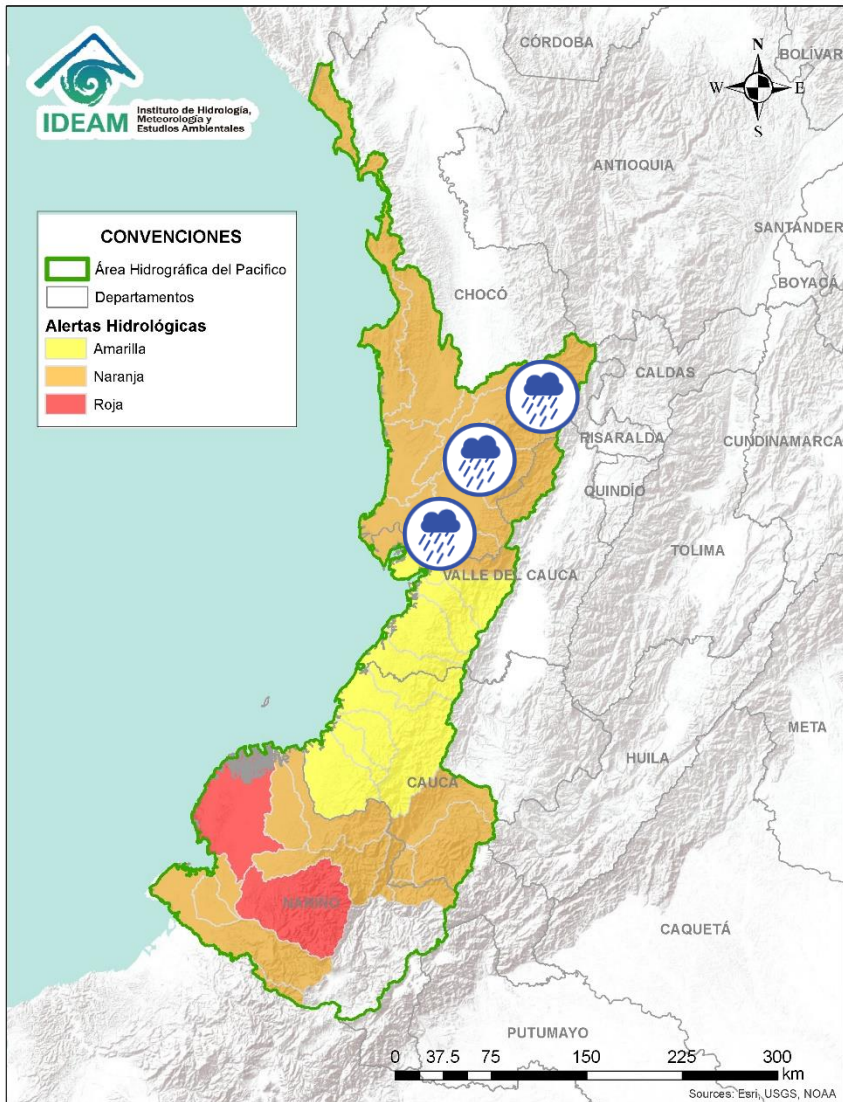 IDEAM
Instituto de Hidrología,
Meteorología y
Estudios Ambientales
CÓRDOBA
BOLÍVAR
N
W
E
S
ANTIOQUIA
SANTANDER
BOYACÁ
CONVENCIONES
Área Hidrográfica del Pacifico
Departamentos
Alertas Hidrológicas
Amarilla
Naranja
Roja
CHOCÓ
CALDAS
RISARALDA
CUNDINAMARCA
QUINDÍO
TOLIMA
VALLE DEL CAUCA
META
HUILA
CAUCA
NARIÑO
CAQUETÁ
PUTUMAYO
0 37.5 75 150 225 300
km
Sources: Esri, USGS, NOAA